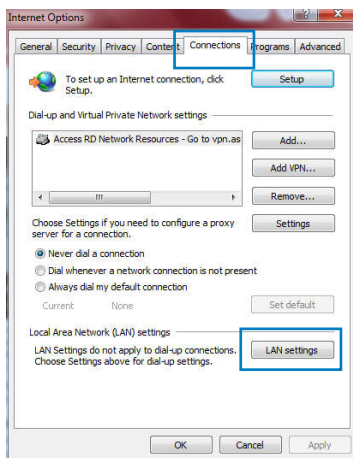 Internet Options
General Security Privacy Content Connections Programs Advanced
To set up an Internet connection, click
Setup.
Setup
Dial-up and Virtual Private Network settings
Access RD Network Resources - Go to vpn.as
Add...
Add VPN...
Remove...
Choose Settings if you need to configure a proxy
server for a connection.
Settings
Never dial a connection
Dial whenever a network connection is not present
Always dial my default connection
Current None
Set default
Local Area Network (LAN) settings
LAN Settings do not apply to dial-up connections.
Choose Settings above for dial-up settings.
LAN settings
OK Cancel Apply